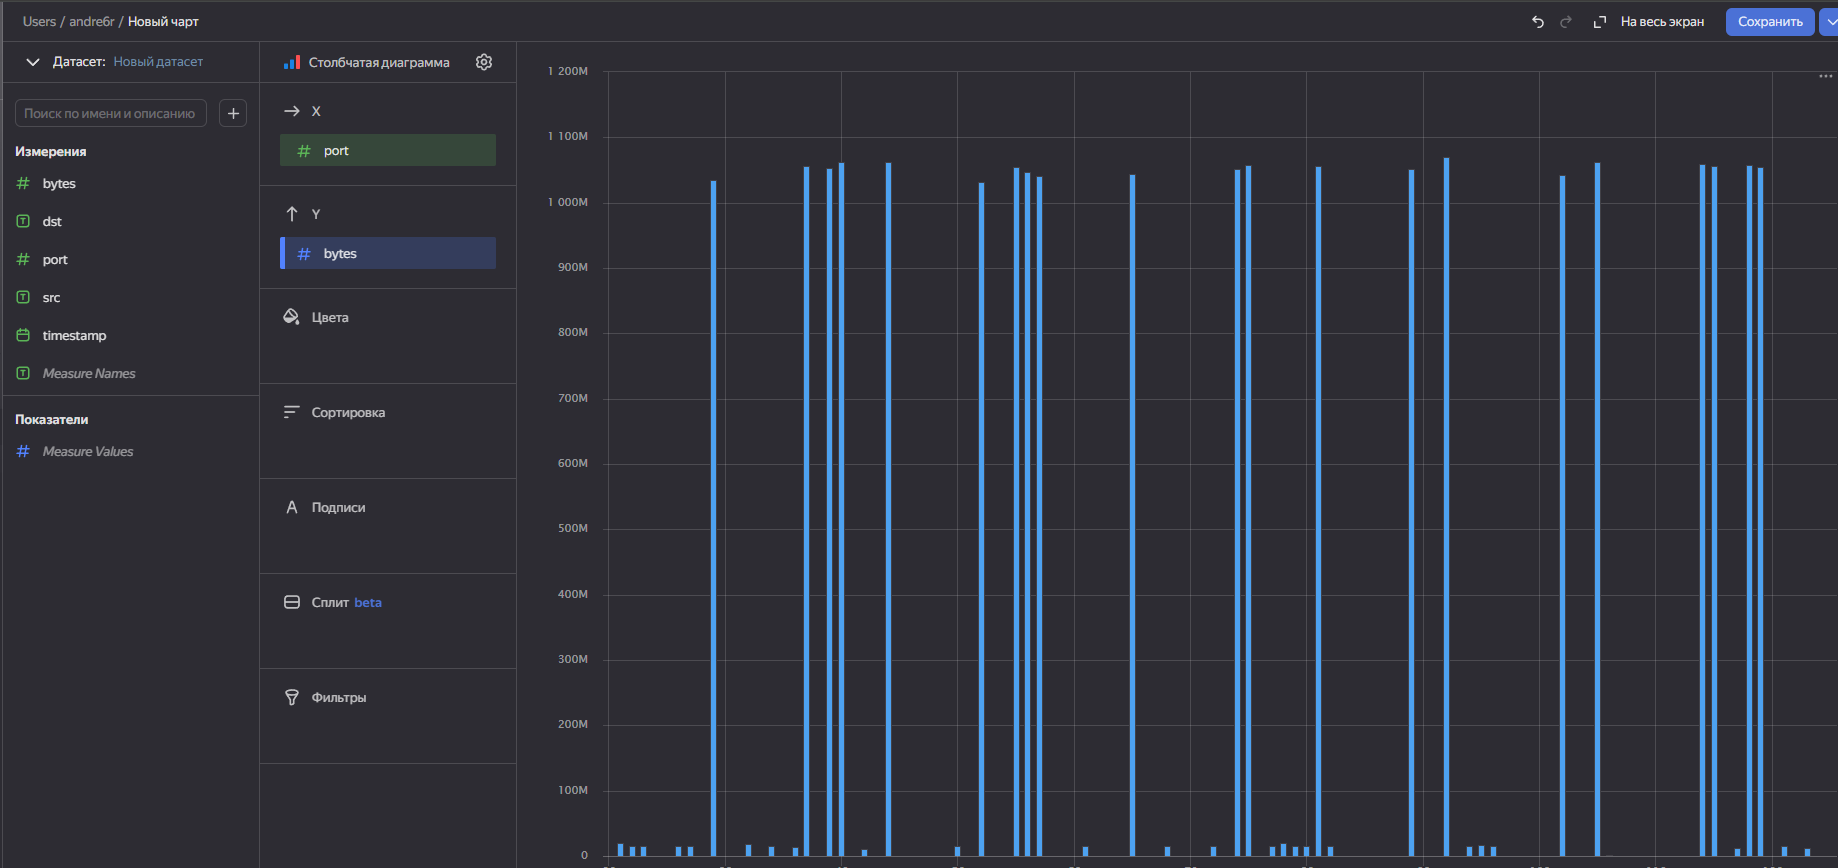 Users / andre6r / Новый чарт
На весь экран
Сохранить
Датасет: Новый датасет
Поиск по имени и описанию
Измерения
bytes
dst
port
src
timestamp
Measure Names
Показатели
Measure Values
Столбчатая диаграмма
X
port
Y
bytes
Цвета
Сортировка
Подписи
Сплит beta
Фильтры
1 200M
1 100M
1 000M
900M
800M
700M
600M
500M
400M
300M
200M
100M
0